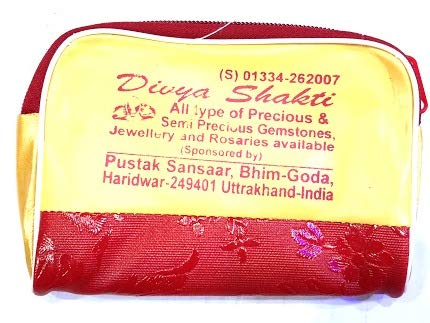 (S) 01334-262007
Divya Shakti
All type of Precious &
Semi Precious Gemstones,
Jewellery and Rosaries available
(Sponsored by)
Pustak Sansaar, Bhim-Goda,
Haridwar-249401 Uttrakhand-India